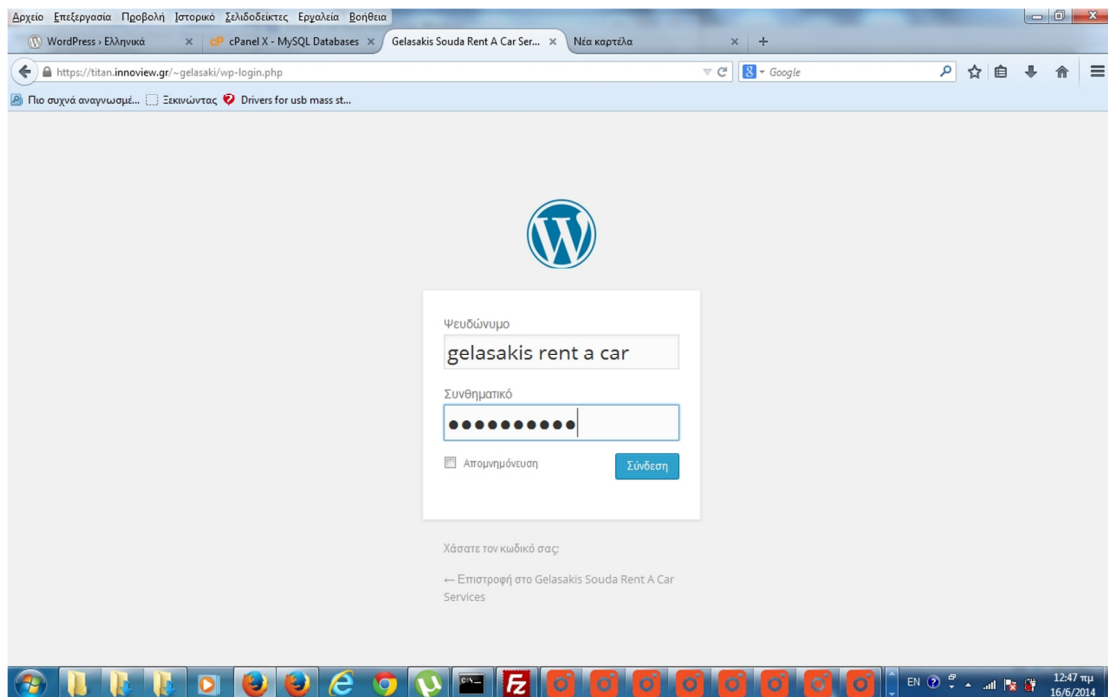 Αρχείο Επεξεργασία Προβολή Ιστορικό Σελιδοδείκτες Εργαλεία Βοήθεια
WordPress › Ελληνικά × cP cPanel X - MySQL Databases × Gelasakis Souda Rent A Car Ser... × Νέα καρτέλα × +
https://titan.innoview.gr/~gelasaki/wp-login.php 8 Google
Πιο συχνά αναγνωσμέ... Ξεκινώντας Drivers for usb mass st...
W
Ψευδώνυμο
gelasakis rent a car
Συνθηματικό
Απομνημόνευση Σύνδεση
Χάσατε τον κωδικό σας;
← Επιστροφή στο Gelasakis Souda Rent A Car
Services
EN 12:47 πμ
16/6/2014